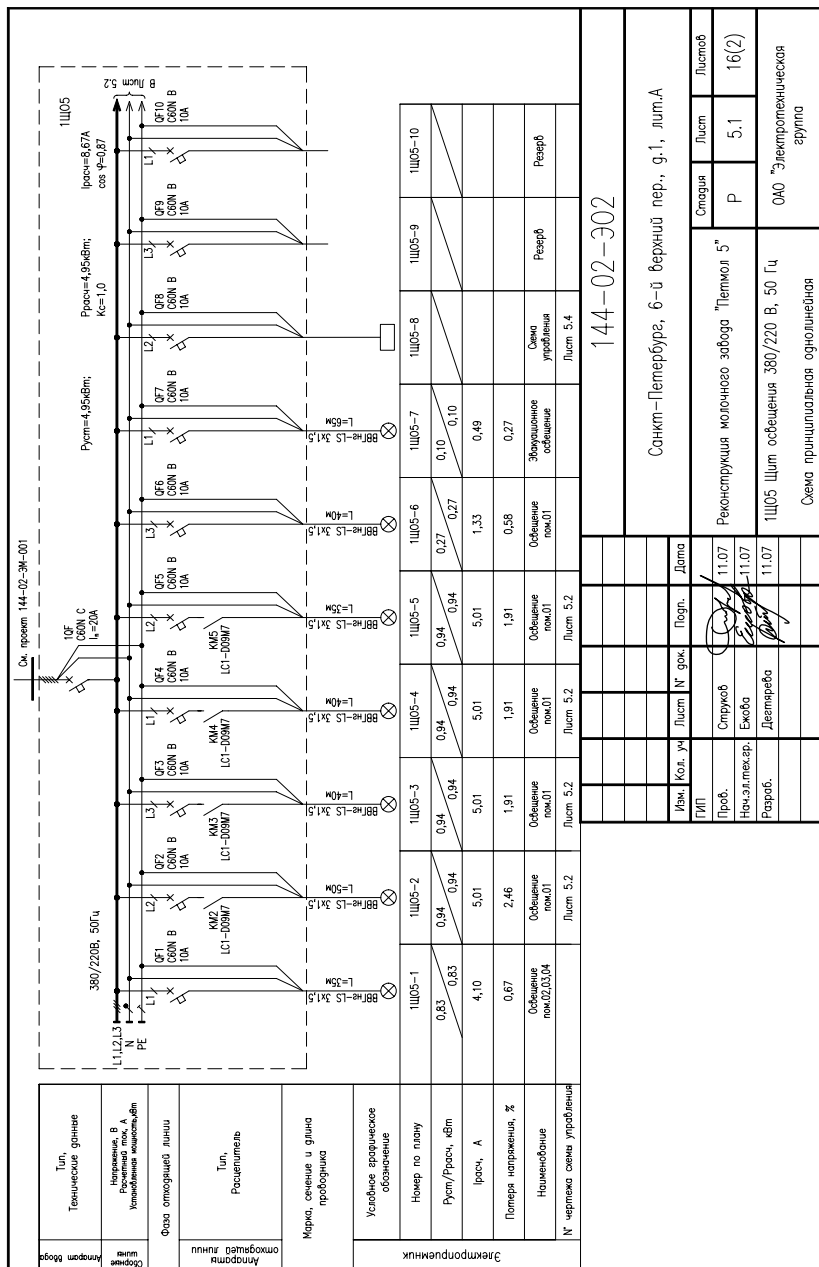 См. проект 144-02-ЭМ-001
1QF
C60N C
Iн=20А
380/220В, 50Гц
Руст=4,95кВт;
Ррасч=4,95кВт;
Кс=1,0
Iрасч=8,67А
cos φ=0,87
1ЩО5
В Лист 5.2
L1,L2,L3
N
PE
QF1
C60N B
10A
L1
QF2
C60N B
10A
L2
QF3
C60N B
10A
L3
QF4
C60N B
10A
L1
QF5
C60N B
10A
L2
QF6
C60N B
10A
L3
QF7
C60N B
10A
L1
QF8
C60N B
10A
L2
QF9
C60N B
10A
L3
QF10
C60N B
10A
L1
KM2
LC1-D09M7
KM3
LC1-D09M7
KM4
LC1-D09M7
KM5
LC1-D09M7
ВВГнг-LS 3х1,5
L=35м
ВВГнг-LS 3х1,5
L=50м
ВВГнг-LS 3х1,5
L=40м
ВВГнг-LS 3х1,5
L=40м
ВВГнг-LS 3х1,5
L=35м
ВВГнг-LS 3х1,5
L=40м
ВВГнг-LS 3х1,5
L=65м
Аппарат ввода
Тип,
Технические данные
Сборные
шины
Напряжение, В
Расчетный ток, А
Установленная мощность,кВт
Аппараты
отходящей линии
Фаза отходящей линии
Тип,
Расцепитель
Марка, сечение и длина
проводника
Электроприемник
Условное графическое
обозначение
Номер по плану
1ЩО5-1
1ЩО5-2
1ЩО5-3
1ЩО5-4
1ЩО5-5
1ЩО5-6
1ЩО5-7
1ЩО5-8
1ЩО5-9
1ЩО5-10
Руст/Ррасч, кВт
0,83 0,83
0,94 0,94
0,94 0,94
0,94 0,94
0,94 0,94
0,27 0,27
0,10 0,10
Iрасч, А
4,10
5,01
5,01
5,01
5,01
1,33
0,49
Потеря напряжения, %
0,67
2,46
1,91
1,91
1,91
0,58
0,27
Наименование
Освещение
пом.02,03,04
Освещение
пом.01
Освещение
пом.01
Освещение
пом.01
Освещение
пом.01
Освещение
пом.01
Эвакуационное
освещение
Схема
управления
Резерв
Резерв
N° чертежа схемы управления
Лист 5.2
Лист 5.2
Лист 5.2
Лист 5.2
Лист 5.4
144-02-ЭО2
Санкт-Петербург, 6-й верхний пер., д.1, лит.А
Изм. Кол. уч Лист N° док. Подп. Дата
ГИП
Пров. Струков 11.07
Нач.эл.тех.гр. Ежова 11.07
Разраб. Дегтярева 11.07
Реконструкция молочного завода "Петмол 5"
Стадия Лист Листов
Р 5.1 16(2)
1ЩО5 Щит освещения 380/220 В, 50 Гц
Схема принципиальная однолинейная
ОАО "Электротехническая
группа